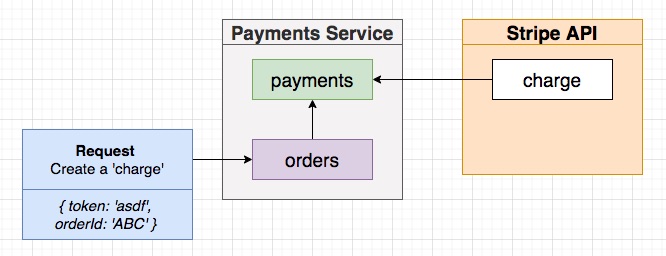 Payments Service
Stripe API
payments
charge
Request
Create a 'charge'
orders
{ token: 'asdf',
orderId: 'ABC' }